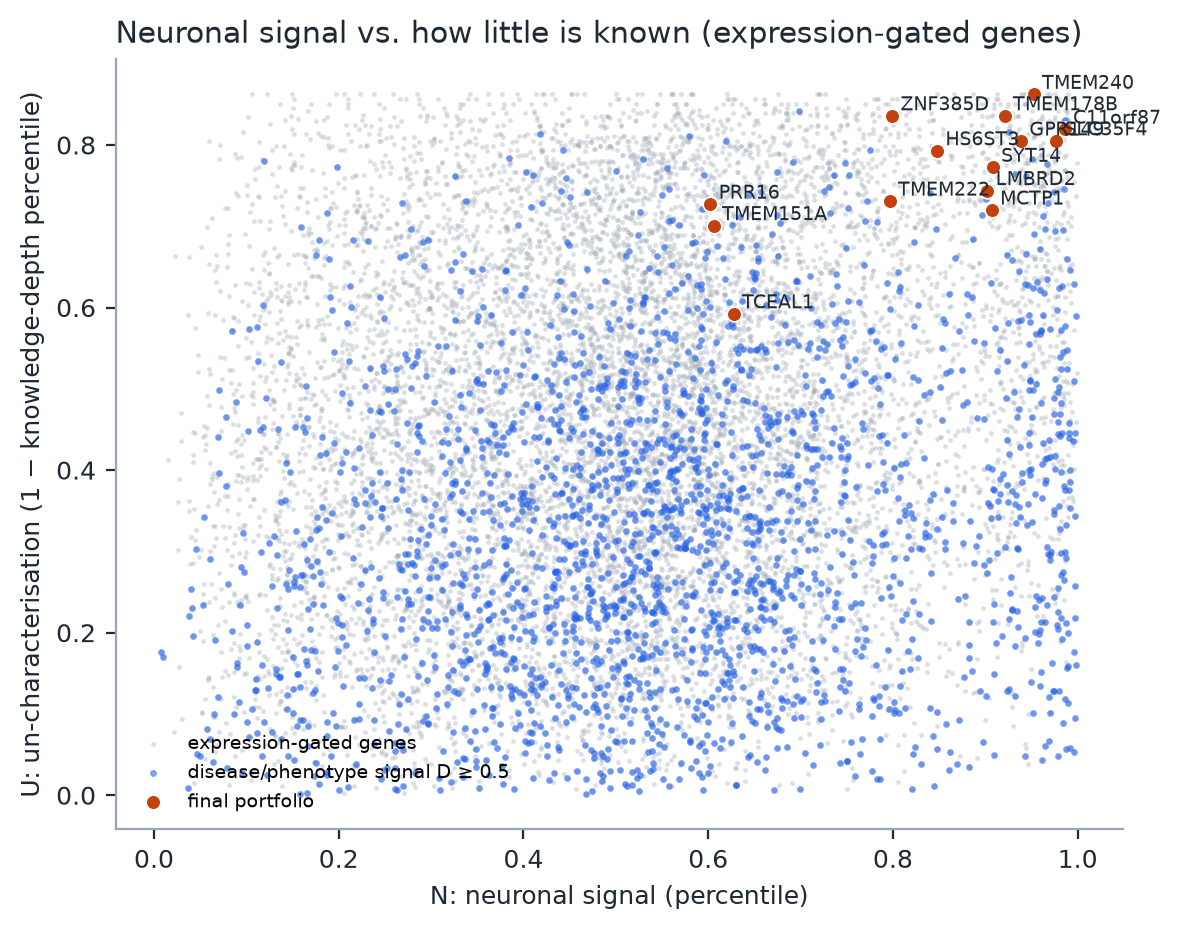 Neuronal signal vs. how little is known (expression-gated genes)
U: un-characterisation (1 − knowledge-depth percentile)
0.8
0.6
0.4
0.2
0.0
TMEM240
ZNF385D
TMEM178B
C11orf87
GPR149
SLC35F4
HS6ST3
SYT14
LMBRD2
TMEM222
MCTP1
PRR16
TMEM151A
TCEAL1
expression-gated genes
disease/phenotype signal D ≥ 0.5
final portfolio
0.0 0.2 0.4 0.6 0.8 1.0
N: neuronal signal (percentile)